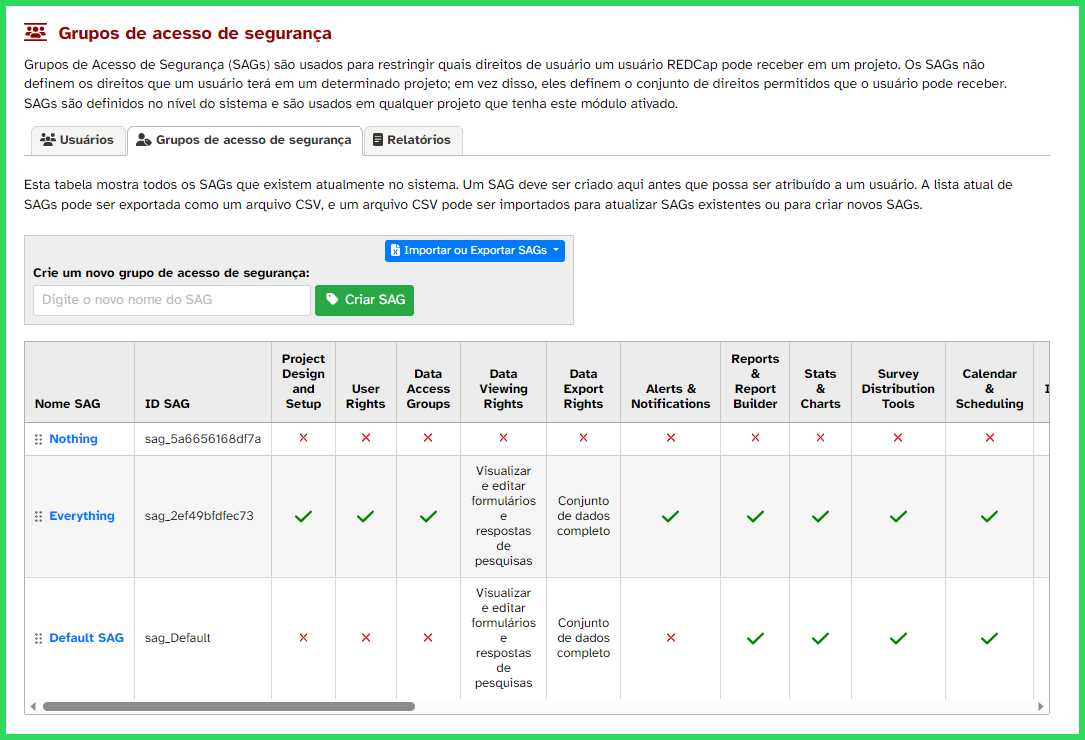 Grupos de acesso de segurança
Grupos de Acesso de Segurança (SAGs) são usados para restringir quais direitos de usuário um usuário REDCap pode receber em um projeto. Os SAGs não
definem os direitos que um usuário terá em um determinado projeto; em vez disso, eles definem o conjunto de direitos permitidos que o usuário pode receber.
SAGs são definidos no nível do sistema e são usados em qualquer projeto que tenha este módulo ativado.
Usuários Grupos de acesso de segurança Relatórios
Esta tabela mostra todos os SAGs que existem atualmente no sistema. Um SAG deve ser criado aqui antes que possa ser atribuído a um usuário. A lista atual de
SAGs pode ser exportada como um arquivo CSV, e um arquivo CSV pode ser importados para atualizar SAGs existentes ou para criar novos SAGs.
Importar ou Exportar SAGs
Crie um novo grupo de acesso de segurança:
Digite o novo nome do SAG
Criar SAG
Nome SAG
ID SAG
Project
Design
and
Setup
User
Rights
Data
Access
Groups
Data
Viewing
Rights
Data
Export
Rights
Alerts &
Notifications
Reports
&
Report
Builder
Stats
&
Charts
Survey
Distribution
Tools
Calendar
&
Scheduling
Nothing
sag_5a6656168df7a
Everything
sag_2ef49bfdfec73
Visualizar
e editar
formulários
e
respostas
de
pesquisas
Conjunto
de dados
completo
Default SAG
sag_Default
Visualizar
e editar
formulários
e
respostas
de
pesquisas
Conjunto
de dados
completo